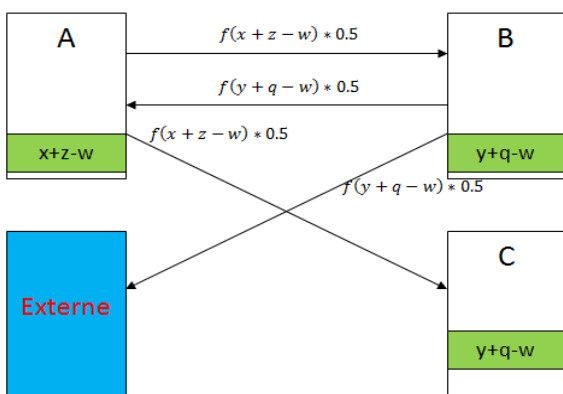 A
B
f(x + z − w) ∗ 0.5
f(y + q − w) ∗ 0.5
f(x + z − w) ∗ 0.5
x+z-w
y+q-w
f(y + q − w) ∗ 0.5
Externe
C
y+q-w